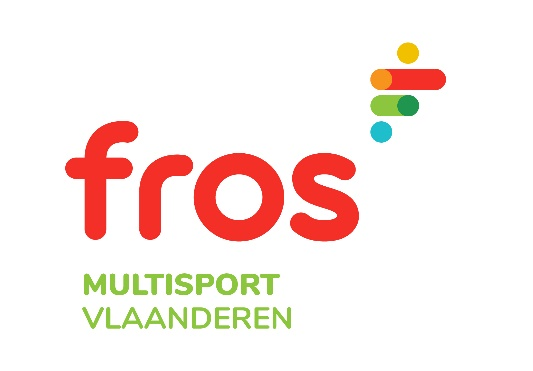 fros
MULTISPORT
VLAANDEREN